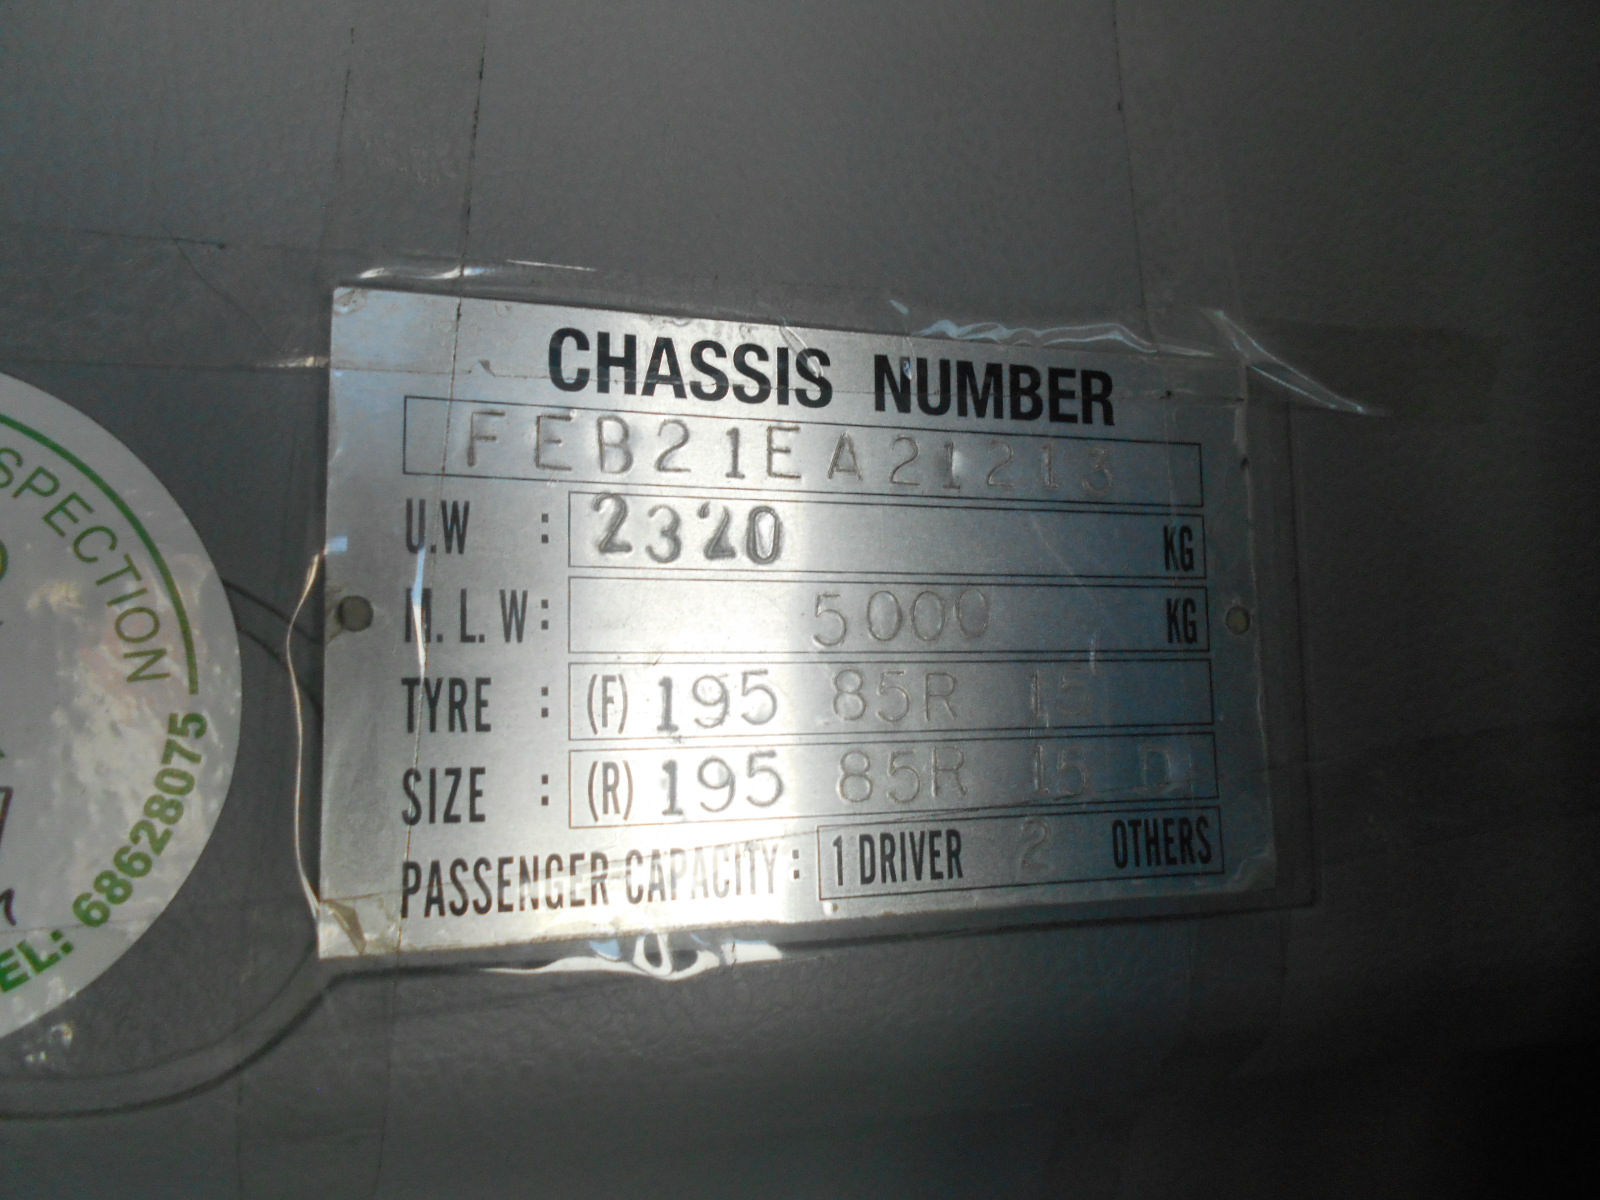 CHASSIS NUMBER
FEB21EA21213
U.W : 2320 KG
M.L.W: 5000 KG
TYRE : (F) 195 85R 15
SIZE : (R) 195 85R 15 D
PASSENGER CAPACITY: 1 DRIVER 2 OTHERS
SPECTION
EL: 68628075